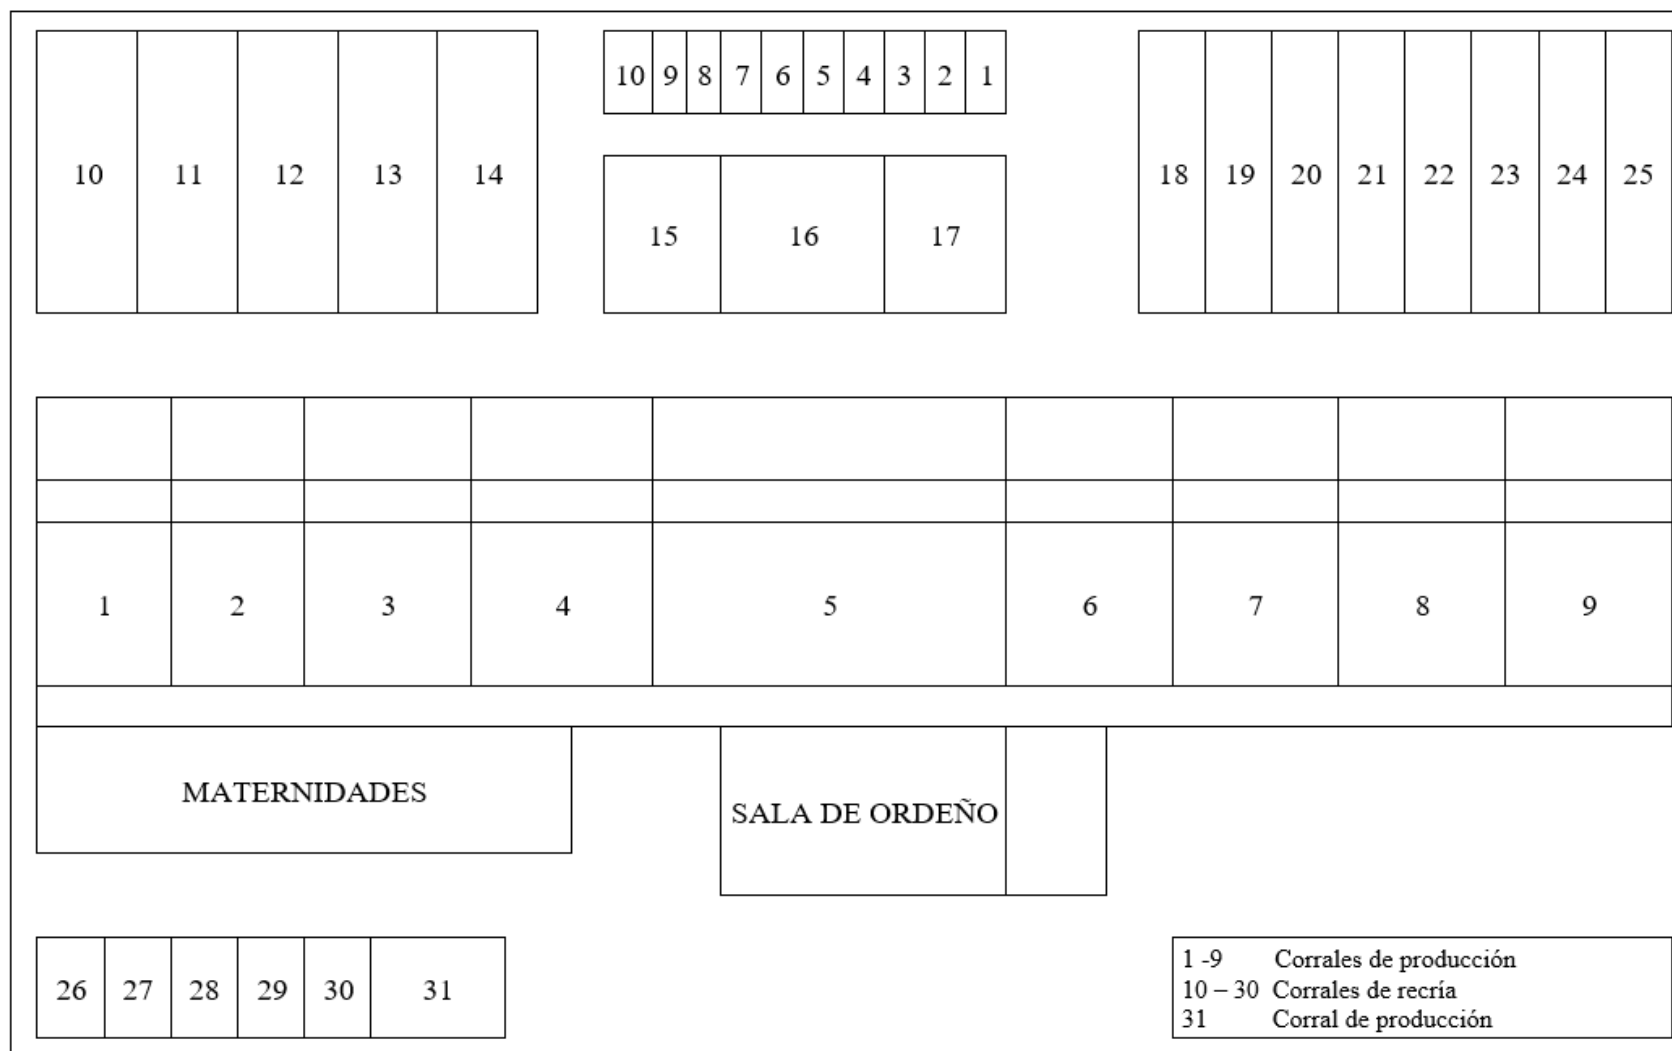 10 9 8 7 6 5 4 3 2 1
10 11 12 13 14
15 16 17
18 19 20 21 22 23 24 25
1 2 3 4 5 6 7 8 9
MATERNIDADES
SALA DE ORDEÑO
26 27 28 29 30 31
1 -9 Corrales de producción
10 – 30 Corrales de recría
31 Corral de producción